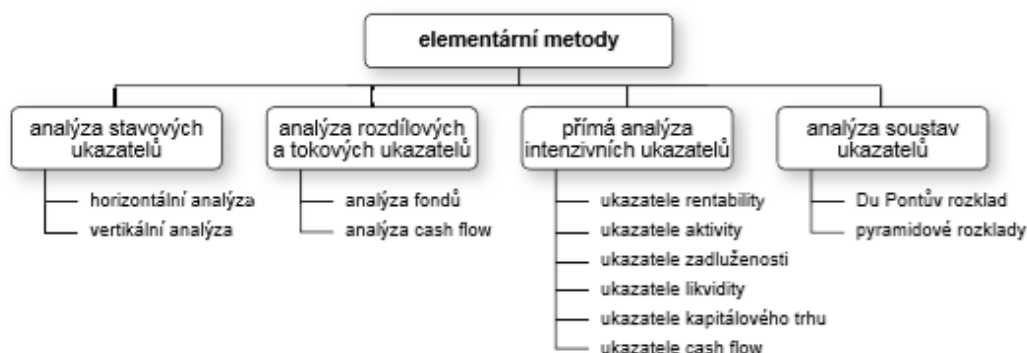 elementární metody
analýza stavových
ukazatelů
horizontální analýza
vertikální analýza
analýza rozdílových
a tokových ukazatelů
analýza fondů
analýza cash flow
přímá analýza
intenzivních ukazatelů
ukazatele rentability
ukazatele aktivity
ukazatele zadluženosti
ukazatele likvidity
ukazatele kapitálového trhu
ukazatele cash flow
analýza soustav
ukazatelů
Du Pontův rozklad
pyramidové rozklady